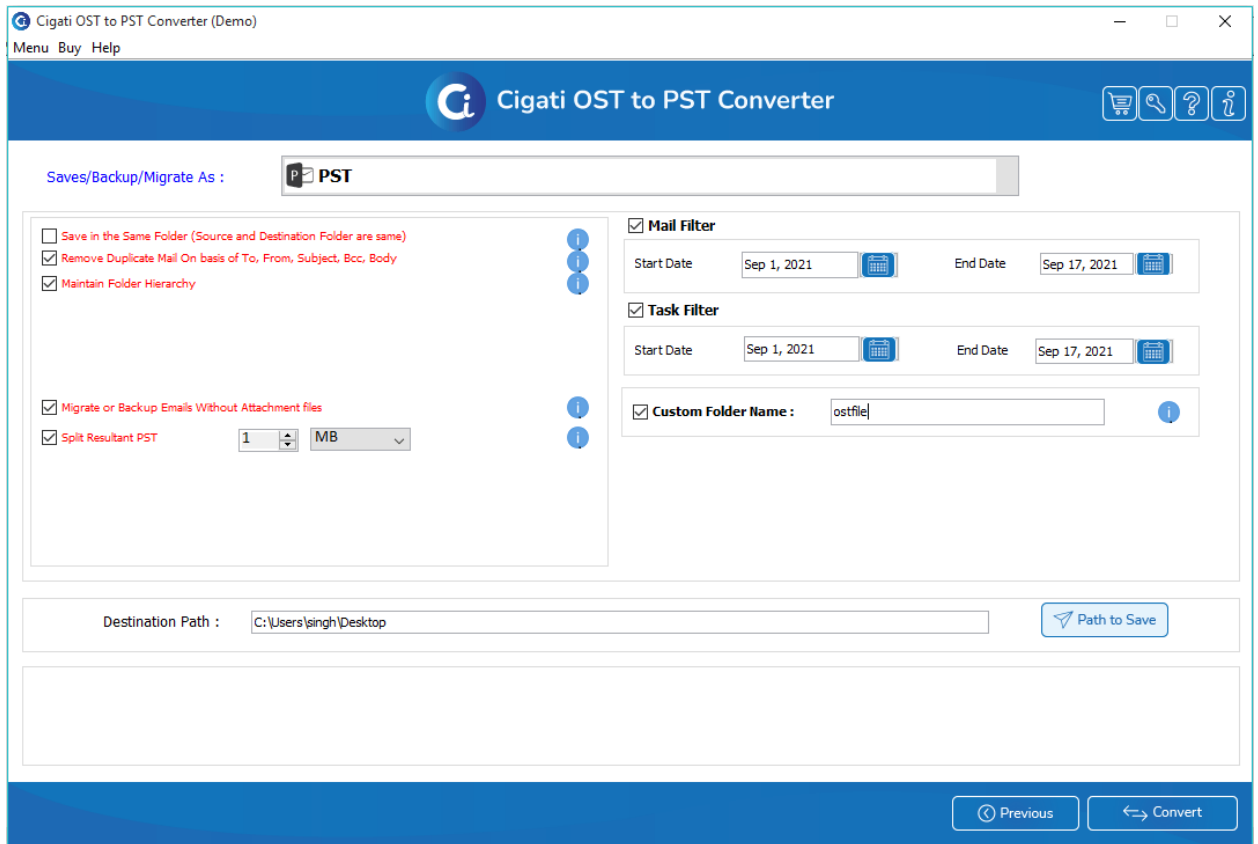 Cigati OST to PST Converter (Demo)
Menu Buy Help
Cigati OST to PST Converter
Saves/Backup/Migrate As :
PST
Save in the Same Folder (Source and Destination Folder are same)
Remove Duplicate Mail On basis of To, From, Subject, Bcc, Body
Maintain Folder Hierarchy
Migrate or Backup Emails Without Attachment files
Split Resultant PST 1 MB
Mail Filter
Start Date Sep 1, 2021 End Date Sep 17, 2021
Task Filter
Start Date Sep 1, 2021 End Date Sep 17, 2021
Custom Folder Name : ostfile
Destination Path : C:\Users\singh\Desktop Path to Save
Previous Convert